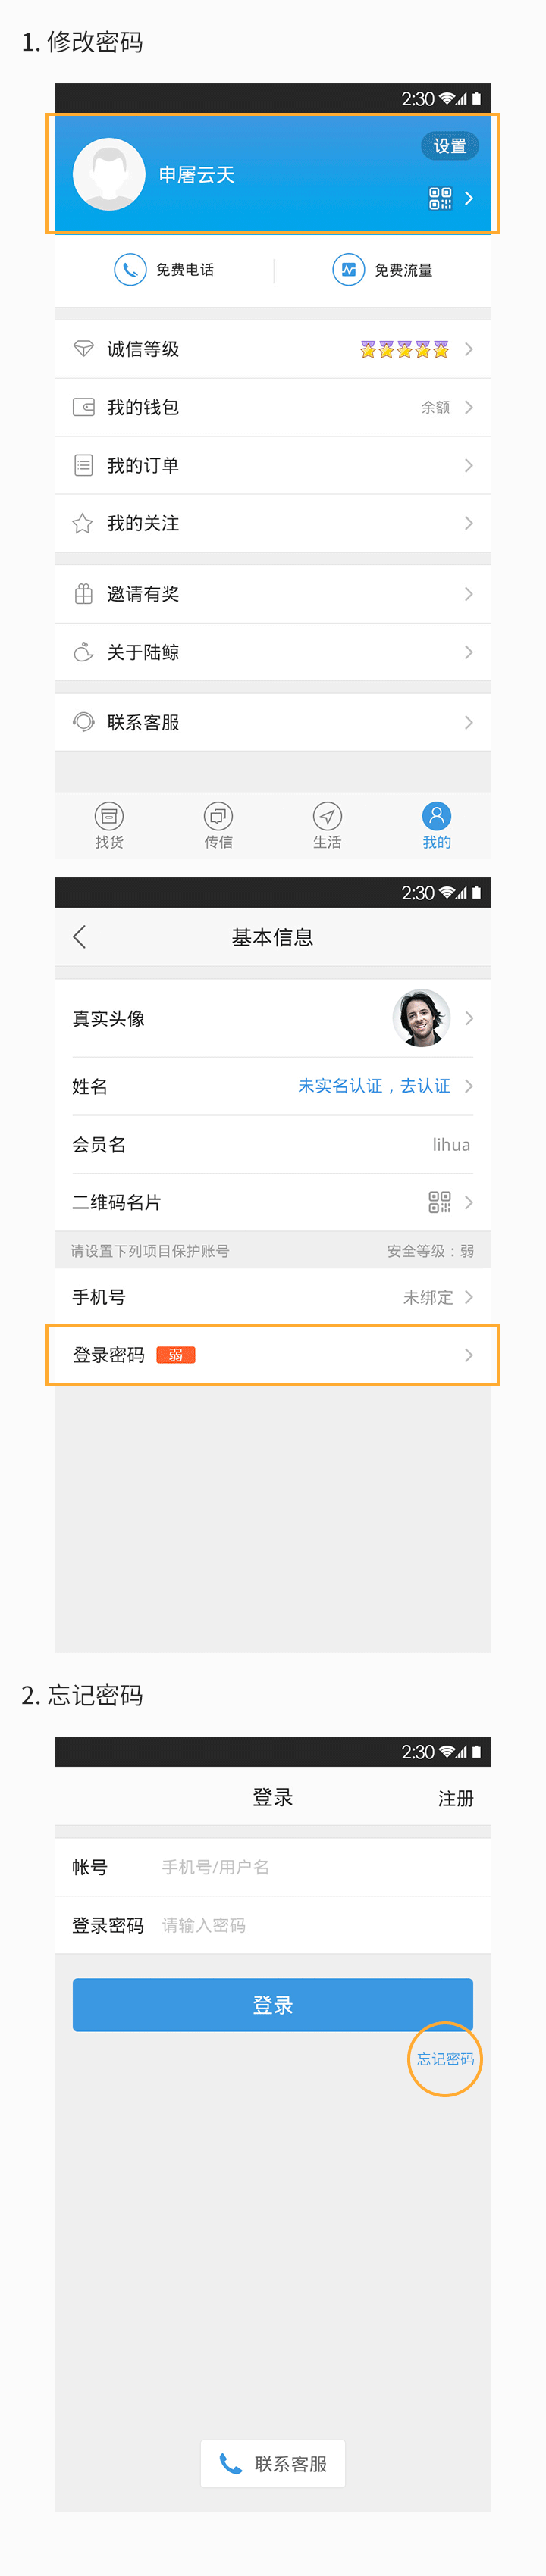 1. 修改密码
2:30
设置
申屠云天
免费电话 免费流量
诚信等级
我的钱包 余额
我的订单
我的关注
邀请有奖
关于陆鲸
联系客服
找货 传信 生活 我的
2:30
基本信息
真实头像
姓名 未实名认证，去认证
会员名 lihua
二维码名片
请设置下列项目保护账号 安全等级：弱
手机号 未绑定
登录密码 弱
2. 忘记密码
2:30
登录 注册
帐号 手机号/用户名
登录密码 请输入密码
登录
忘记密码
联系客服